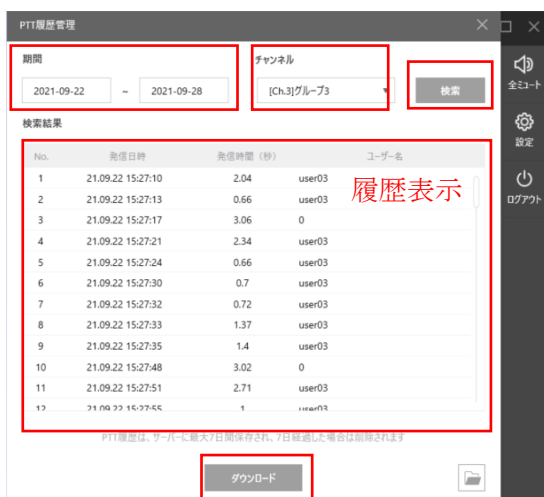 PTT履歴管理
期間
チャンネル
2021-09-22 ~ 2021-09-28 [Ch.3]グループ3 検索
検索結果
No. 発信日時 発信時間（秒） ユーザー名
1 21.09.22 15:27:10 2.04 user03
2 21.09.22 15:27:13 0.66 user03
3 21.09.22 15:27:17 3.06 0
4 21.09.22 15:27:21 2.34 user03
5 21.09.22 15:27:24 0.66 user03
6 21.09.22 15:27:30 0.7 user03
7 21.09.22 15:27:32 0.72 user03
8 21.09.22 15:27:33 1.37 user03
9 21.09.22 15:27:35 1.4 user03
10 21.09.22 15:27:48 3.02 0
11 21.09.22 15:27:51 2.71 user03
12 21.09.22 15:27:55 1 user03
履歴表示
PTT履歴は、サーバーに最大7日間保存され、7日経過した場合は削除されます
ダウンロード
全ミュート
設定
ログアウト